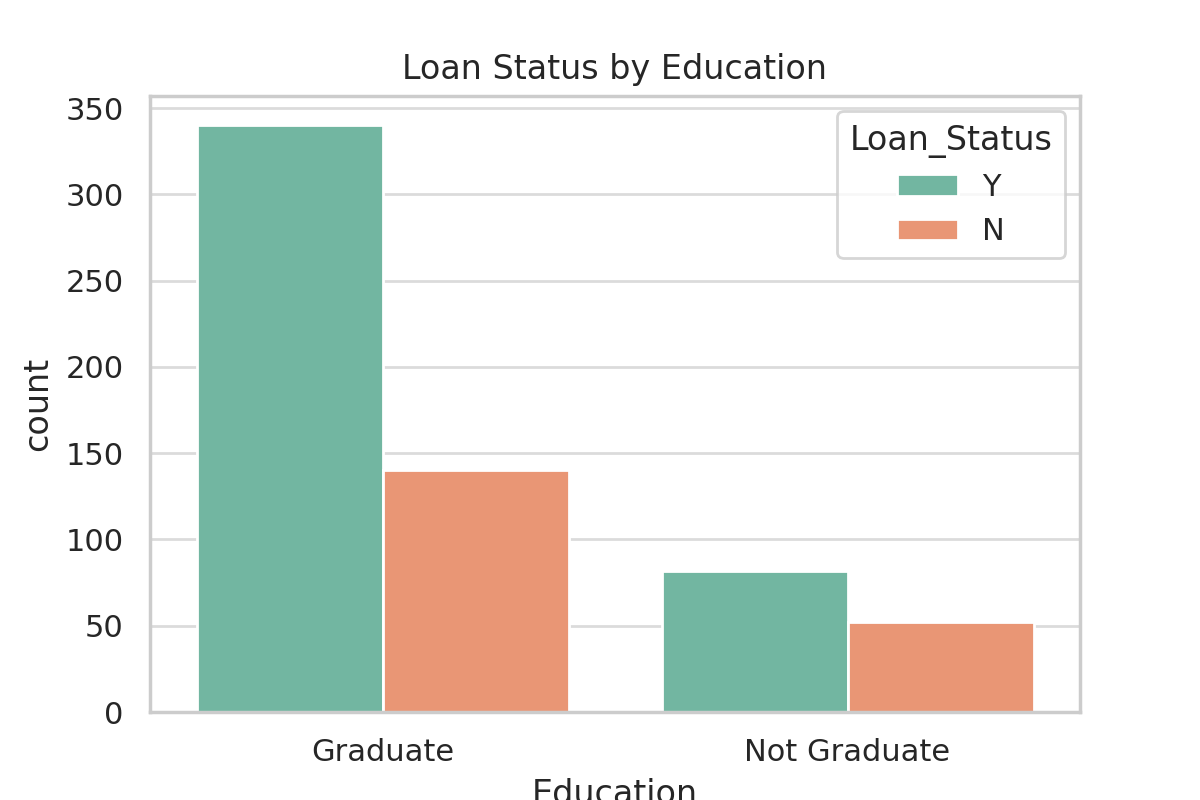 Loan Status by Education
350
300
250
200
150
100
50
0
count
Loan_Status
Y
N
Graduate
Not Graduate
Education